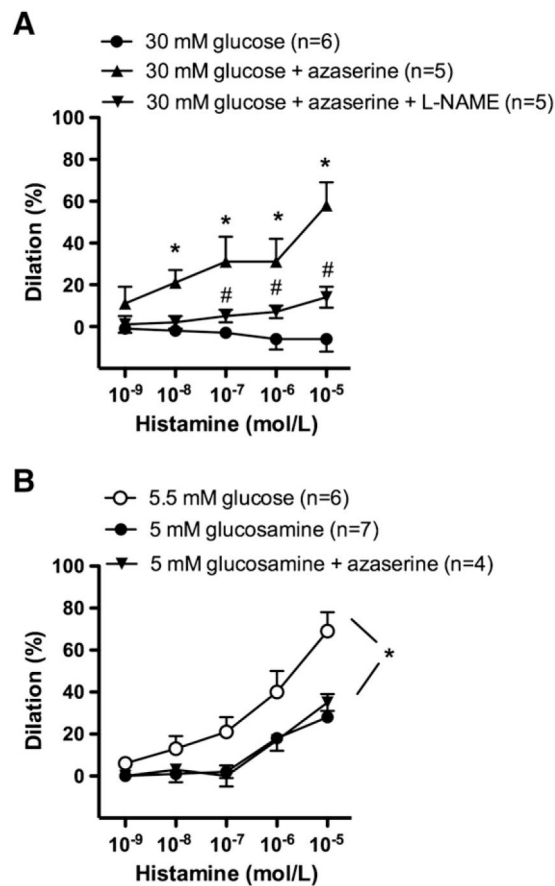 A
30 mM glucose (n=6)
30 mM glucose + azaserine (n=5)
30 mM glucose + azaserine + L-NAME (n=5)
100
80
60
40
20
0
Dilation (%)
*
*
*
*
#
#
#
10⁻⁹ 10⁻⁸ 10⁻⁷ 10⁻⁶ 10⁻⁵
Histamine (mol/L)
B
5.5 mM glucose (n=6)
5 mM glucosamine (n=7)
5 mM glucosamine + azaserine (n=4)
100
80
60
40
20
0
Dilation (%)
*
10⁻⁹ 10⁻⁸ 10⁻⁷ 10⁻⁶ 10⁻⁵
Histamine (mol/L)